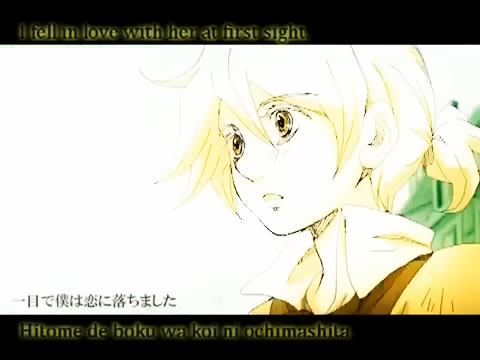 I fell in love with her at first sight.
一目で僕は恋に落ちました
Hitome de boku wa koi ni ochimashita